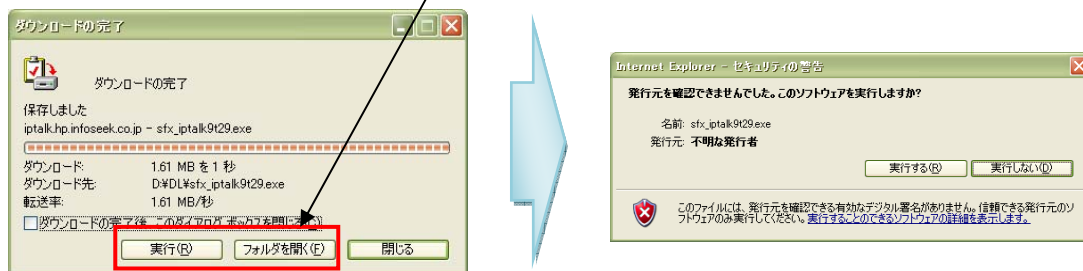 ダウンロードの完了
ダウンロードの完了
保存しました
iptalk.hp.infoseek.co.jp - sfx_iptalk9t29.exe
ダウンロード: 1.61 MB を 1 秒
ダウンロード先: D:¥DL¥sfx_iptalk9t29.exe
転送率: 1.61 MB/秒
ダウンロードの完了後、このダイアログ ボックスを閉じる(C)
実行(R) フォルダを開く(F) 閉じる
Internet Explorer - セキュリティの警告
発行元を確認できませんでした。このソフトウェアを実行しますか?
名前: sfx_iptalk9t29.exe
発行元: 不明な発行者
実行する(R) 実行しない(D)
このファイルには、発行元を確認できる有効なデジタル署名がありません。信頼できる発行元のソ
フトウェアのみ実行してください。実行することのできるソフトウェアの詳細を表示します。